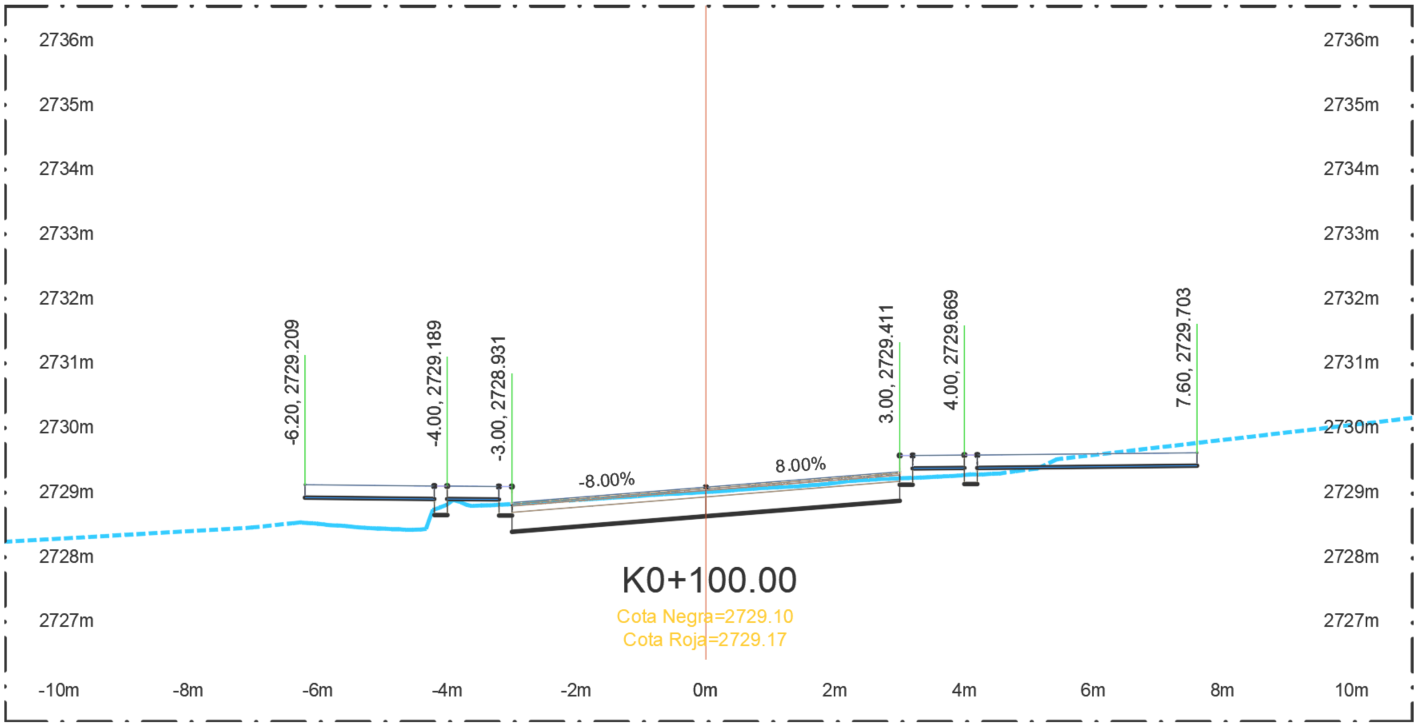 2736m 2736m
2735m 2735m
2734m 2734m
2733m 2733m
2732m 2732m
2731m 2731m
2730m 2730m
2729m 2729m
2728m 2728m
2727m 2727m
-6.20, 2729.209
-4.00, 2729.189
-3.00, 2728.931
3.00, 2729.411
4.00, 2729.669
7.60, 2729.703
-8.00%
8.00%
K0+100.00
Cota Negra=2729.10
Cota Roja=2729.17
-10m -8m -6m -4m -2m 0m 2m 4m 6m 8m 10m